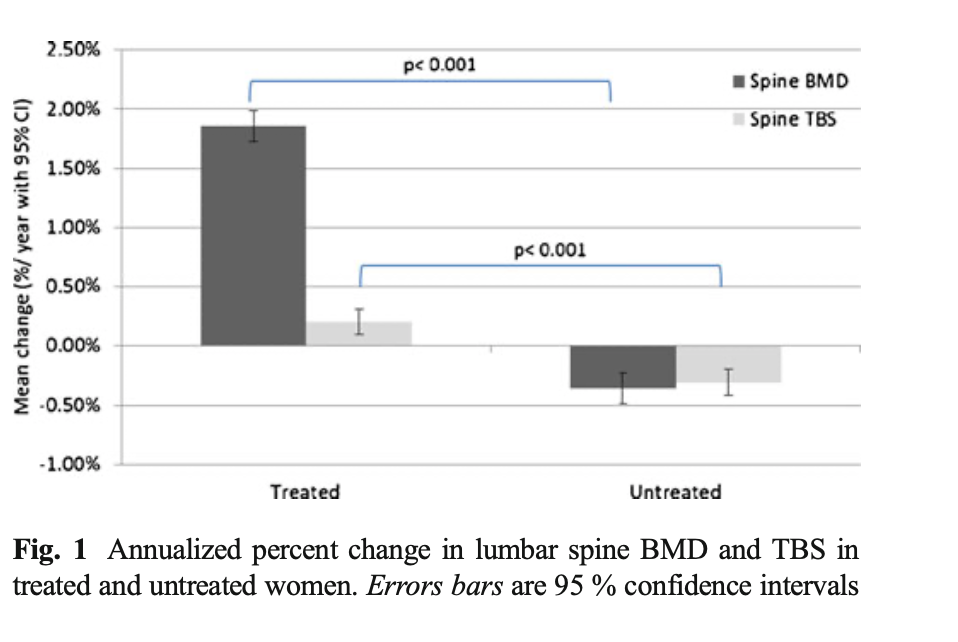 2.50%
p< 0.001
Spine BMD
2.00%
Spine TBS
1.50%
1.00%
p< 0.001
0.50%
0.00%
-0.50%
-1.00%
Mean change (%/ year with 95% CI)
Treated
Untreated
Fig. 1 Annualized percent change in lumbar spine BMD and TBS in
treated and untreated women. Errors bars are 95 % confidence intervals